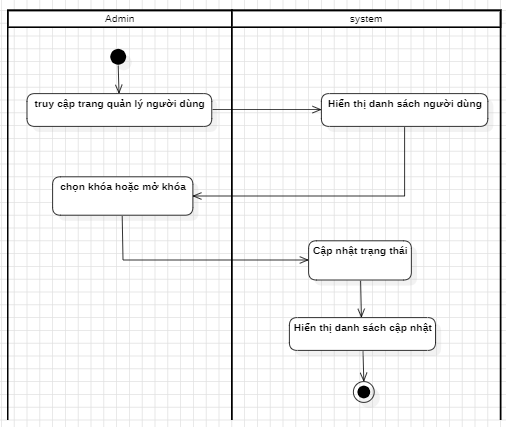 Admin
system
truy cập trang quản lý người dùng
Hiển thị danh sách người dùng
chọn khóa hoặc mở khóa
Cập nhật trạng thái
Hiển thị danh sách cập nhật